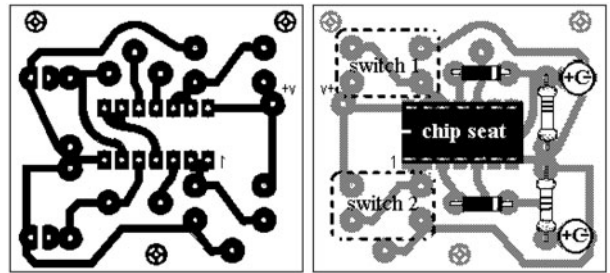 +v
1
switch 1
+C-
v+
chip seat
1
switch 2
+C-